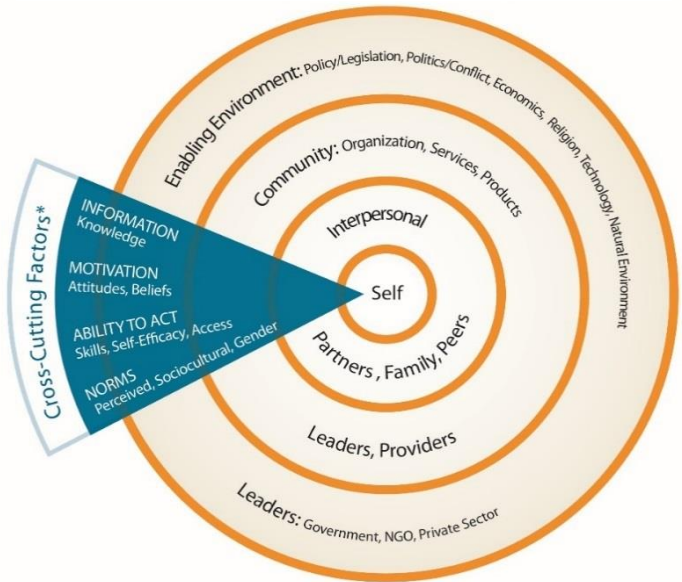 Enabling Environment: Policy/Legislation, Politics/Conflict, Economics, Religion, Technology, Natural Environment
Community: Organization, Services, Products
Interpersonal
Self
Partners, Family, Peers
Leaders, Providers
Leaders: Government, NGO, Private Sector
Cross-Cutting Factors*
INFORMATION
Knowledge
MOTIVATION
Attitudes, Beliefs
ABILITY TO ACT
Skills, Self-Efficacy, Access
NORMS
Perceived, Sociocultural, Gender